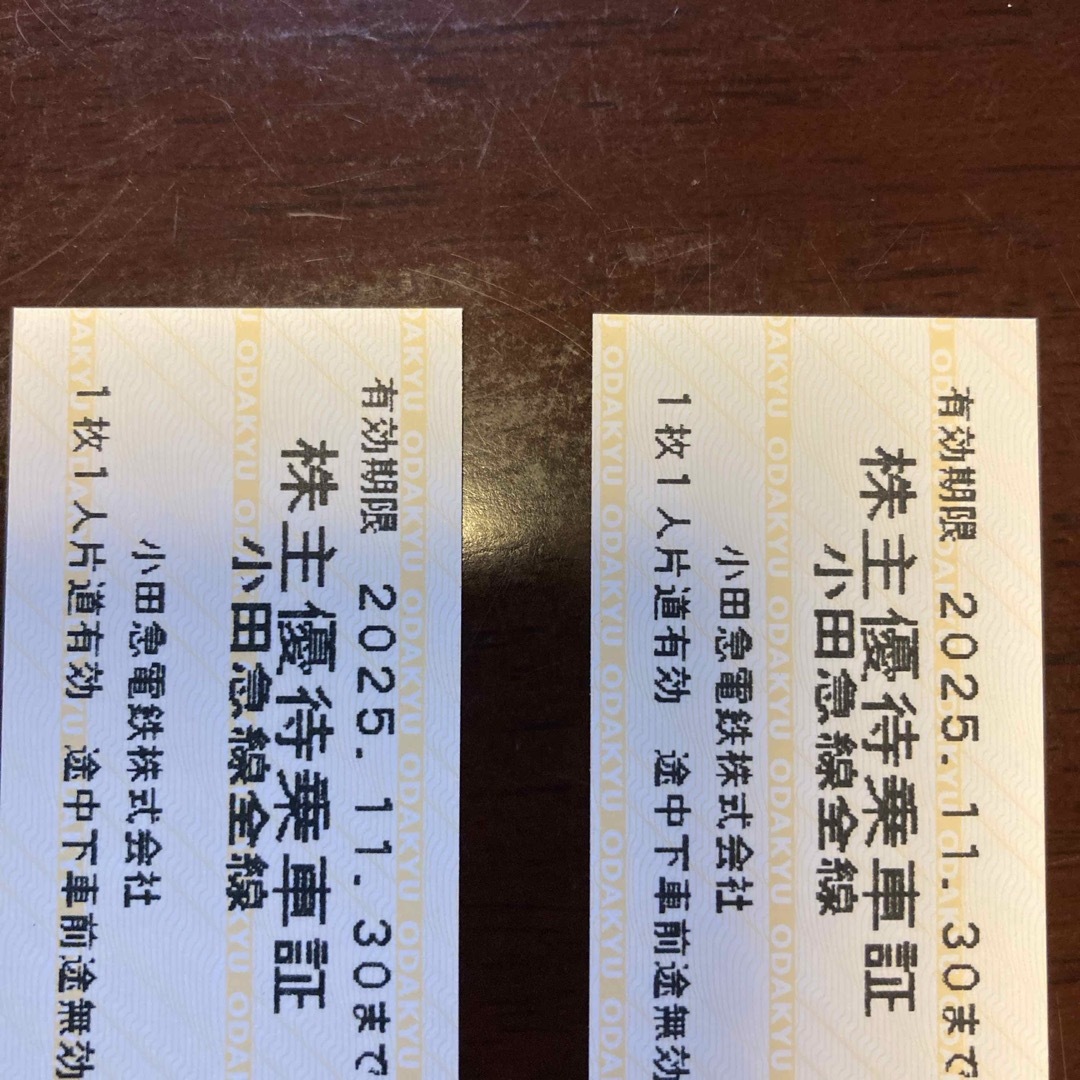 有効期限 2025.11.30まで
株主優待乗車証
小田急線全線
小田急電鉄株式会社
1枚1人片道有効 途中下車前途無効
有効期限 2025.11.30まで
株主優待乗車証
小田急線全線
小田急電鉄株式会社
1枚1人片道有効 途中下車前途無効
ODAKYU ODAKYU ODAKYU